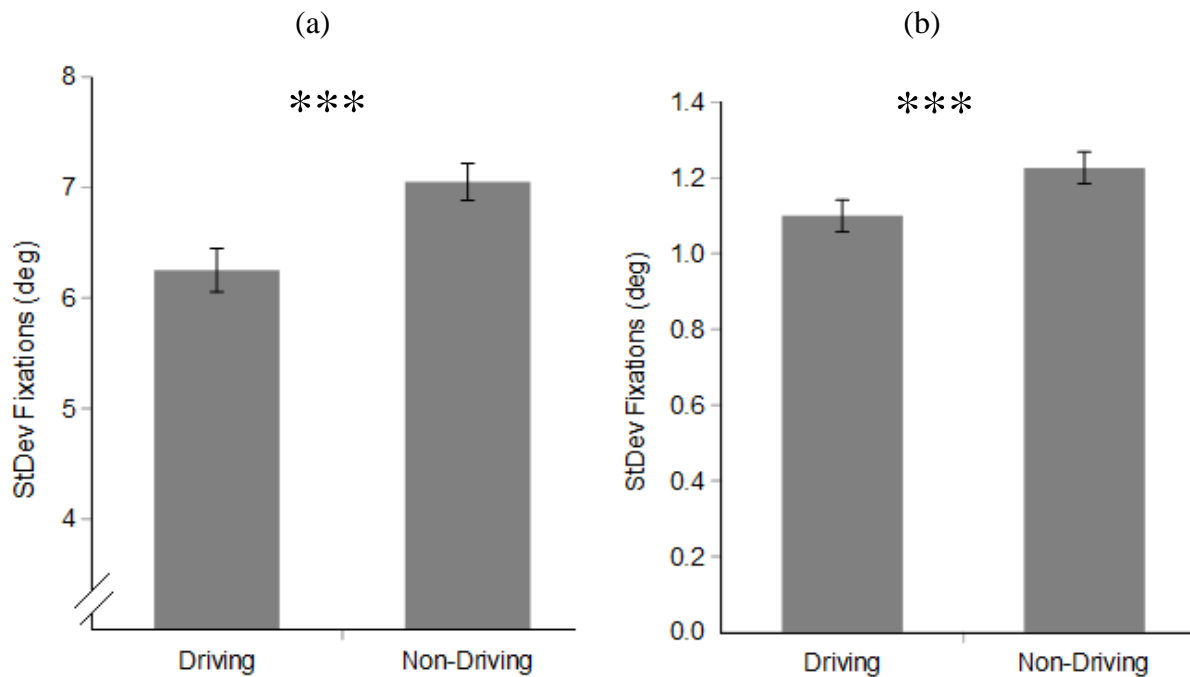 (a)
***
8
7
6
5
4
StDev Fixations (deg)
Driving Non-Driving
(b)
***
1.4
1.2
1.0
0.8
0.6
0.4
0.2
0.0
StDev Fixations (deg)
Driving Non-Driving